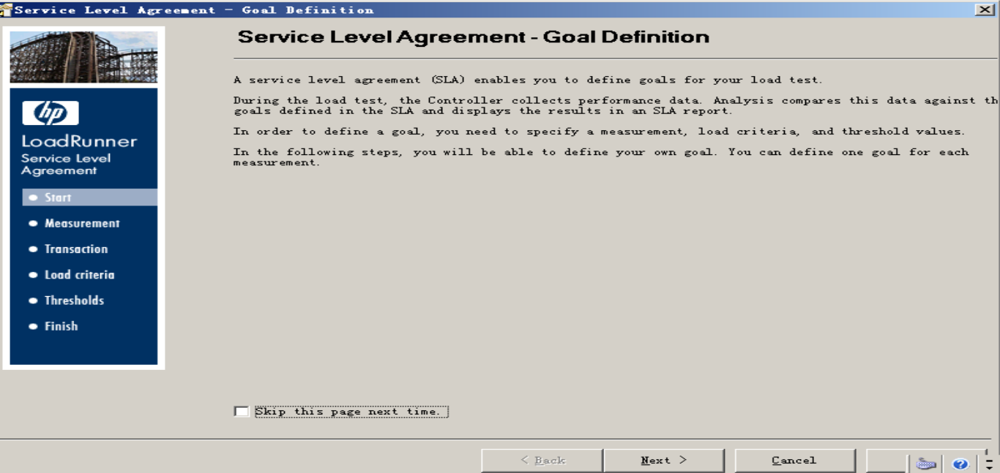 Service Level Agreement - Goal Definition
Service Level Agreement - Goal Definition
A service level agreement (SLA) enables you to define goals for your load test.
During the load test, the Controller collects performance data. Analysis compares this data against th
goals defined in the SLA and displays the results in an SLA report.
In order to define a goal, you need to specify a measurement, load criteria, and threshold values.
In the following steps, you will be able to define your own goal. You can define one goal for each
measurement.
hp
LoadRunner
Service Level
Agreement
Start
Measurement
Transaction
Load criteria
Thresholds
Finish
Skip this page next time.
< Back
Next >
Cancel